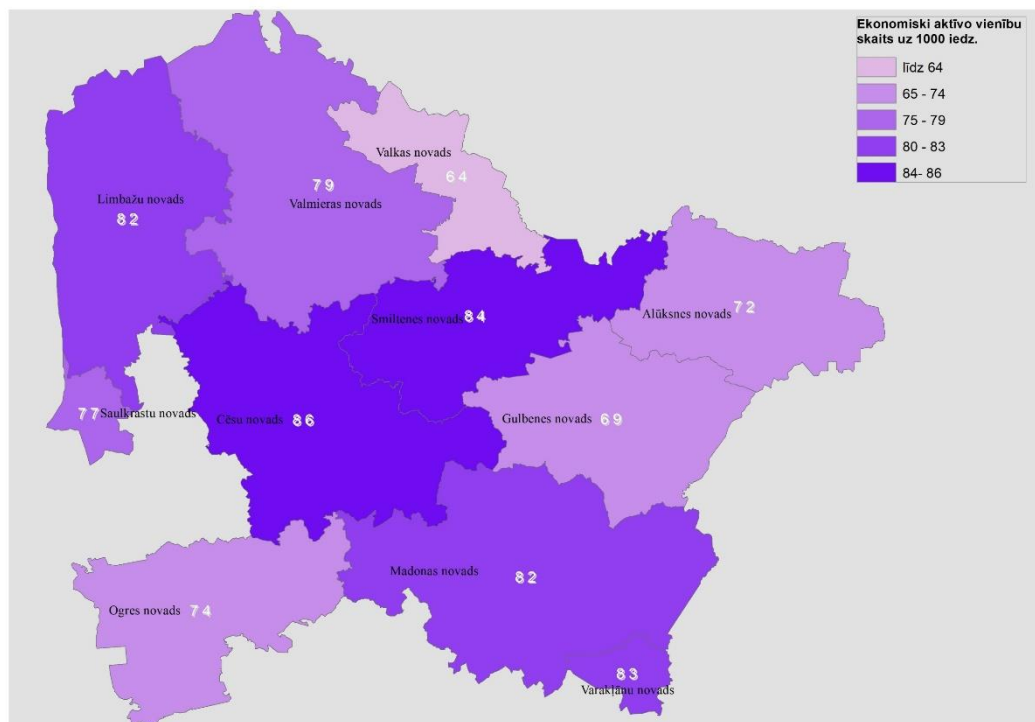 Ekonomiski aktīvo vienību
skaits uz 1000 iedz.
līdz 64
65 - 74
75 - 79
80 - 83
84- 86
Valkas novads
64
79
Valmieras novads
Limbažu novads
82
Smiltenes novads 84
Alūksnes novads 72
77 Saulkrastu novads
Cēsu novads 86
Gulbenes novads 69
Madonas novads 82
Ogres novads 74
83
Varakļānu novads